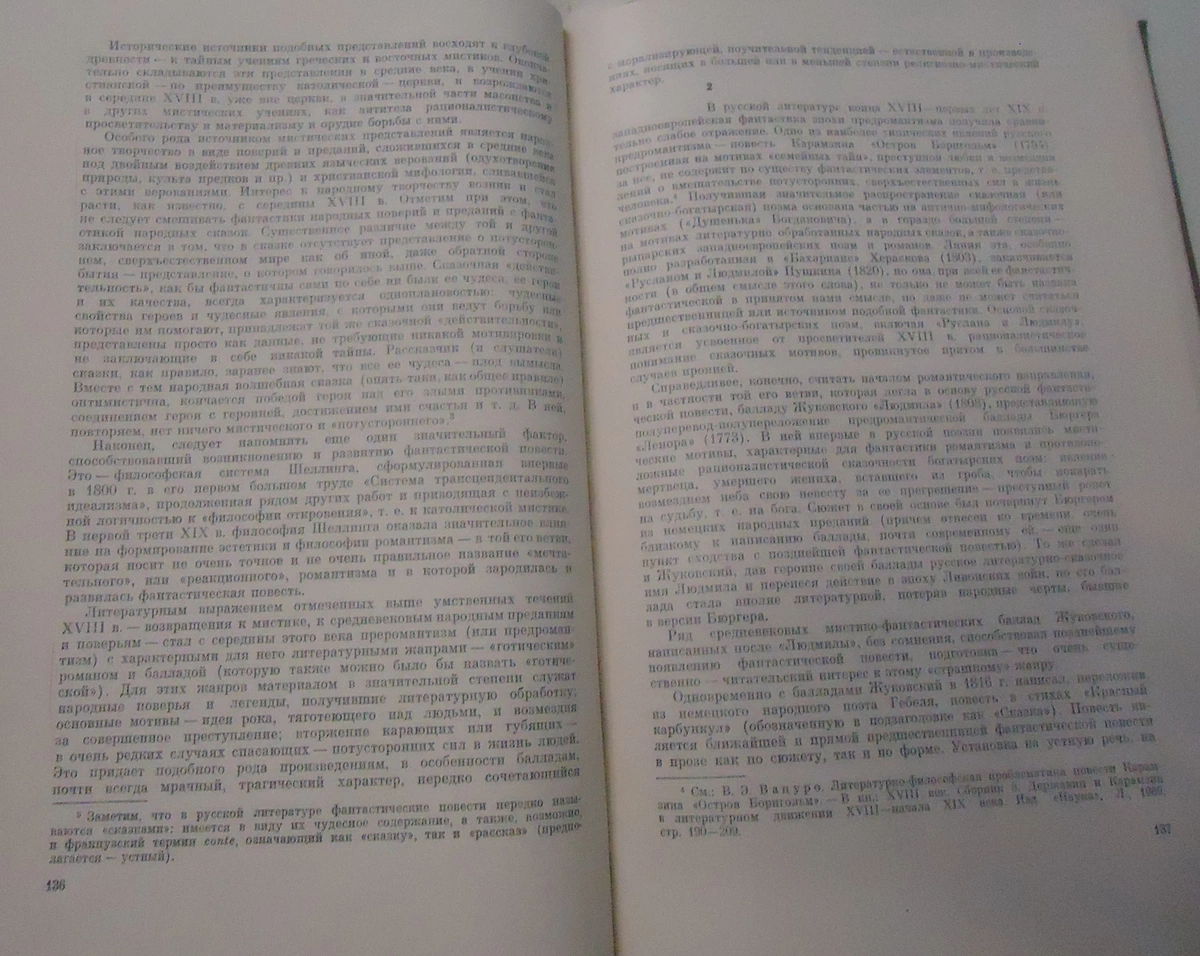 Исторические источники подобных представлений восходят к глубокой
древности — к тайным учениям греческих и восточных мистиков. Оконча-
тельно складываются эти представления в средние века, в учении хри-
стианской — по преимуществу католической — церкви, и возрождаются
в середине XVIII в. уже вне церкви, в значительной части масонства и
в других мистических учениях, как антитеза рационалистическому
просветительству и материализму и орудие борьбы с ними.
Особого рода источником мистических представлений является народ-
ное творчество в виде поверий и преданий, сложившихся в средние века
под двойным воздействием древних языческих верований (одухотворения
природы, культа предков и пр.) и христианской мифологии, слившейся
с этими верованиями. Интерес к народному творчеству возник и стал
расти, как известно, с середины XVIII в. Отметим при этом, что
не следует смешивать фантастики народных поверий и преданий с фанта-
стикой народных сказок. Существенное различие между той и другой
заключается в том, что в сказке отсутствует представление о потусторон-
нем, сверхъестественном мире как об иной, даже обратной стороне
бытия — представление, о котором говорилось выше. Сказочная «действи-
тельность», как бы фантастичны сами по себе ни были ее чудеса, ее герои
и их качества, всегда характеризуется одноплановостью: чудесные
свойства героев и чудесные явления, с которыми они ведут борьбу или
которые им помогают, принадлежат той же сказочной «действительности»,
представлены просто как данные, не требующие никакой мотивировки и
не заключающие в себе никакой тайны. Рассказчик (и слушатели)
сказки, как правило, заранее знают, что все ее чудеса — плод вымысла.
Вместе с тем народная волшебная сказка (опять таки, как общее правило)
оптимистична, кончается победой героя над его злыми противниками,
соединением героя с героиней, достижением ими счастья и т. д. В ней,
повторяем, нет ничего мистического и «потустороннего».³
Наконец, следует напомнить еще один значительный фактор,
способствовавший возникновению и развитию фантастической повести.
Это — философская система Шеллинга, сформулированная впервые
в 1800 г. в его первом большом труде «Система трансцендентального
идеализма», продолженная рядом других работ и приводящая с неизбеж-
ной логичностью к «философии откровения», т. е. к католической мистике.
В первой трети XIX в. философия Шеллинга оказала значительное влия-
ние на формирование эстетики и философии романтизма — в той его ветви,
которая носит не очень точное и не очень правильное название «мечта-
тельного», или «реакционного», романтизма и в которой зародилась и
развилась фантастическая повесть.
Литературным выражением отмеченных выше умственных течений
XVIII в. — возвращения к мистике, к средневековым народным преданиям
и поверьям — стал с середины этого века преромантизм (или предроман-
тизм) с характерными для него литературными жанрами — «готическим»
романом и балладой (которую также можно было бы назвать «готиче-
ской»). Для этих жанров материалом в значительной степени служат
народные поверья и легенды, получившие литературную обработку;
основные мотивы — идея рока, тяготеющего над людьми, и возмездия
за совершенное преступление; вторжение карающих или губящих —
в очень редких случаях спасающих — потусторонних сил в жизнь людей.
Это придает подобного рода произведениям, в особенности балладам,
почти всегда мрачный, трагический характер, нередко сочетающийся
³ Заметим, что в русской литературе фантастические повести нередко назы-
ваются «сказками»: имеется в виду их чудесное содержание, а также, возможно,
и французский термин conte, означающий как «сказку», так и «рассказ» (предпо-
лагается — устный).
136
с морализирующей, поучительной тенденцией — естественной в произведе-
ниях, носящих в большей или в меньшей степени религиозно-мистический
характер.
2
В русской литературе конца XVIII—первых лет XIX в.
западноевропейская фантастика эпохи предромантизма получила сравни-
тельно слабое отражение. Одно из наиболее типических явлений русского
предромантизма — повесть Карамзина «Остров Борнгольм» (1793),
построенная на мотивах «семейных тайн», преступной любви и возмездия
за нее, не содержит по существу фантастических элементов, т. е. представ-
лений о вмешательстве потусторонних, сверхъестественных сил в жизнь
человека.⁴ Получившая значительное распространение сказочная (или
сказочно-богатырская) поэма основана частью на антично-мифологических
мотивах («Душенька» Богдановича), а в гораздо большей степени —
на мотивах литературно обработанных народных сказок, а также сказочно-
рыцарских западноевропейских поэм и романов. Линия эта, особенно
полно разработанная в «Бахариане» Хераскова (1803), заканчивается
«Русланом и Людмилой» Пушкина (1820), но она, при всей ее фантастич-
ности (в общем смысле этого слова), не только не может быть названа
фантастической в принятом нами смысле, но даже не может считаться
предшественницей или источником подобной фантастики. Основой сказоч-
ных и сказочно-богатырских поэм, включая «Руслана и Людмилу»,
является усвоенное от просветителей XVIII в. рационалистическое
понимание сказочных мотивов, проникнутое притом в большинстве
случаев иронией.
Справедливее, конечно, считать началом романтического направления,
и в частности той его ветви, которая легла в основу русской фантасти-
ческой повести, балладу Жуковского «Людмила» (1808), представляющую
полуперевод-полупереложение предромантической баллады Бюргера
«Ленора» (1773). В ней впервые в русской поэзии появились мисти-
ческие мотивы, характерные для фантастики романтизма и противопо-
ложные рационалистической сказочности богатырских поэм: явление
мертвеца, умершего жениха, вставшего из гроба, чтобы покарать
возмездием неба свою невесту за ее прегрешение — преступный ропот
на судьбу, т. е. на бога. Сюжет в своей основе был почерпнут Бюргером
из немецких народных преданий (причем отнесен ко времени, очень
близкому к написанию баллады, почти современному ей, — еще один
пункт сходства с позднейшей фантастической повестью). То же сделал
и Жуковский, дав героине своей баллады русское литературно-сказочное
имя Людмила и перенеся действие в эпоху Ливонских войн, но его бал-
лада стала вполне литературной, потеряв народные черты, бывшие
в версии Бюргера.
Ряд средневековых мистико-фантастических баллад Жуковского,
написанных после «Людмилы», без сомнения, способствовал позднейшему
появлению фантастической повести, подготовив — что очень суще-
ственно — читательский интерес к этому «страшному» жанру.
Одновременно с балладами Жуковский в 1816 г. написал, переложив
из немецкого народного поэта Гебеля, повесть в стихах «Красный
карбункул» (обозначенную в подзаголовке как «Сказка»). Повесть яв-
ляется ближайшей и прямой предшественницей фантастической повести
в прозе как по сюжету, так и по форме. Установка на устную речь, на
⁴ См.: В. Э. Вацуро. Литературно-философская проблематика повести Карам-
зина «Остров Борнгольм». — В кн.: XVIII век, сборник 8. Державин и Карамзин
в литературном движении XVIII—начала XIX века. Изд. «Наука», Л., 1969,
стр. 190—209.
137